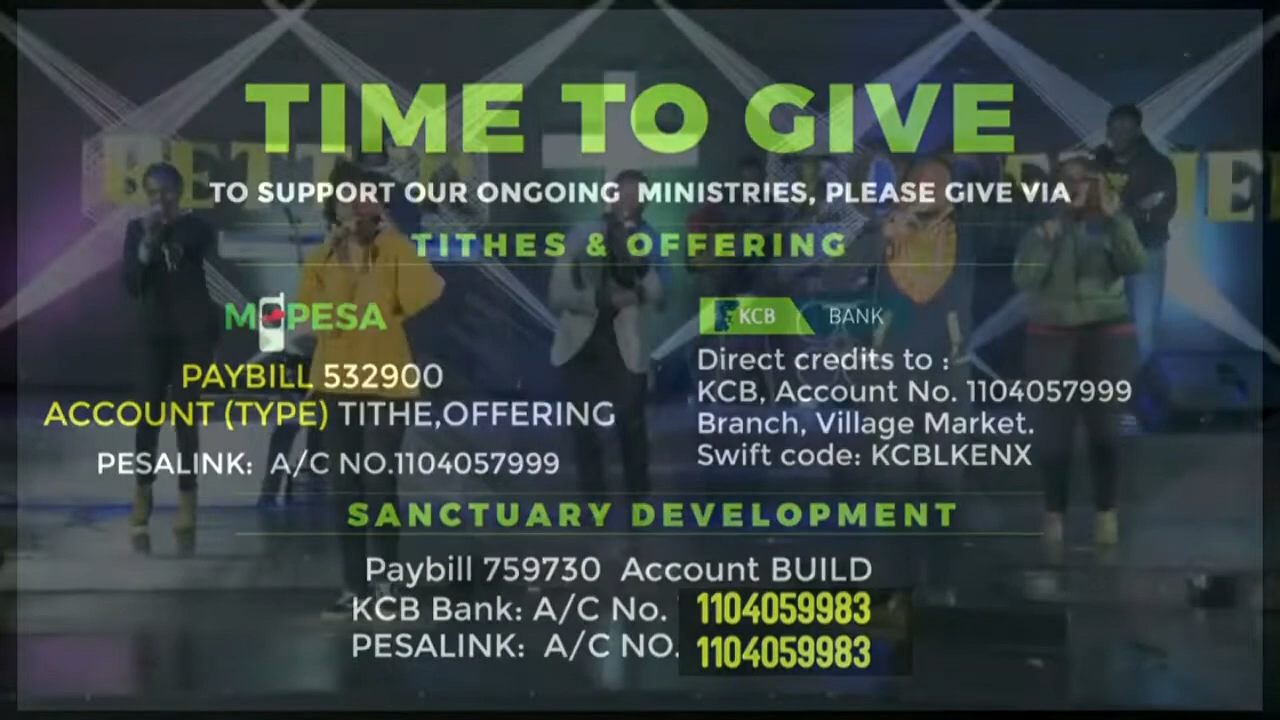 TIME TO GIVE
TO SUPPORT OUR ONGOING MINISTRIES, PLEASE GIVE VIA
TITHES & OFFERING
M PESA
PAYBILL 532900
ACCOUNT (TYPE) TITHE,OFFERING
PESALINK: A/C NO.1104057999
KCB BANK
Direct credits to :
KCB, Account No. 1104057999
Branch, Village Market.
Swift code: KCBLKENX
SANCTUARY DEVELOPMENT
Paybill 759730 Account BUILD
KCB Bank: A/C No. 1104059983
PESALINK: A/C NO. 1104059983